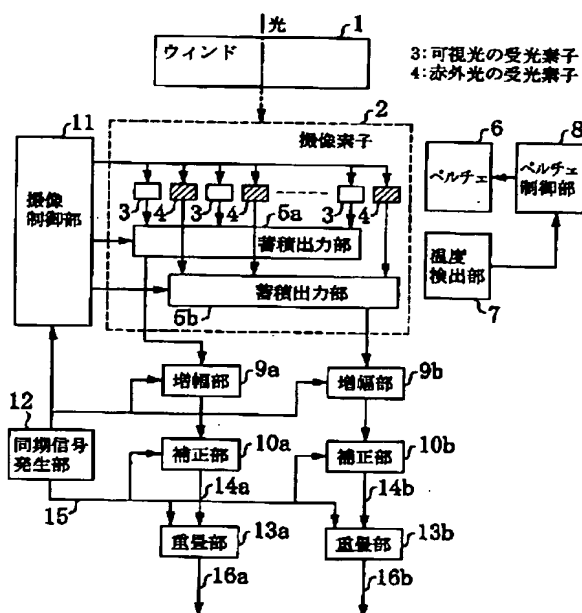 光
1
ウィンド
3:可視光の受光素子
4:赤外光の受光素子
2
11
撮像素子
6
8
撮像制御部
ペルチェ
ペルチェ制御部
3
4
3
4
3
4
5a
蓄積出力部
温度検出部
蓄積出力部
5b
7
増幅部
9a
増幅部
9b
12
同期信号発生部
補正部
10a
補正部
10b
14a
14b
15
重畳部
13a
重畳部
13b
16a
16b